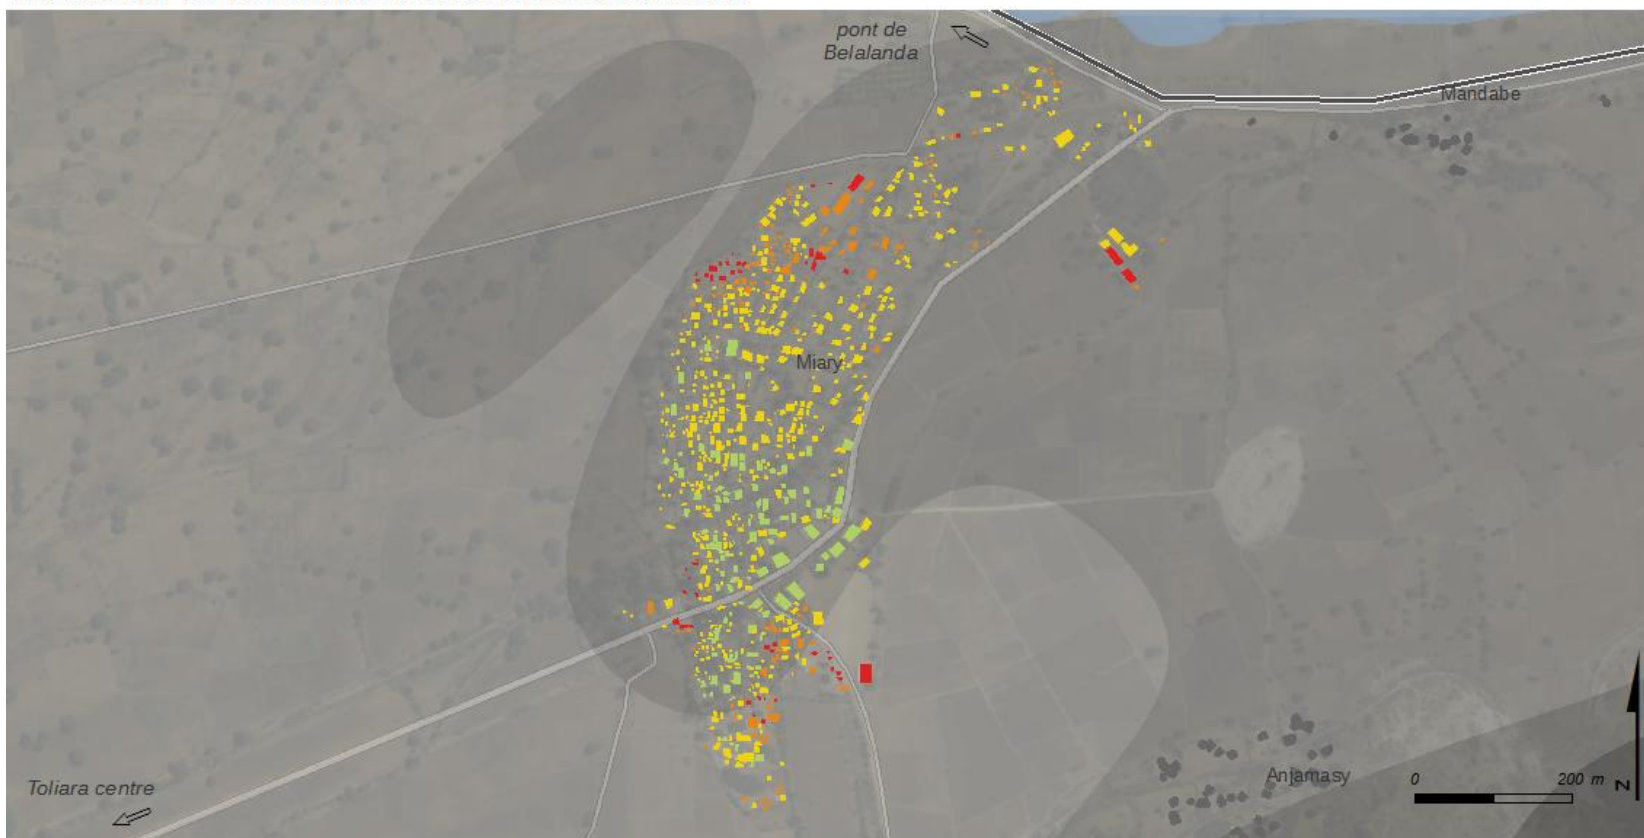 pont de
Belalanda
Mandabe
Miary
Toliara centre
Anjamasy
0 200 m
N